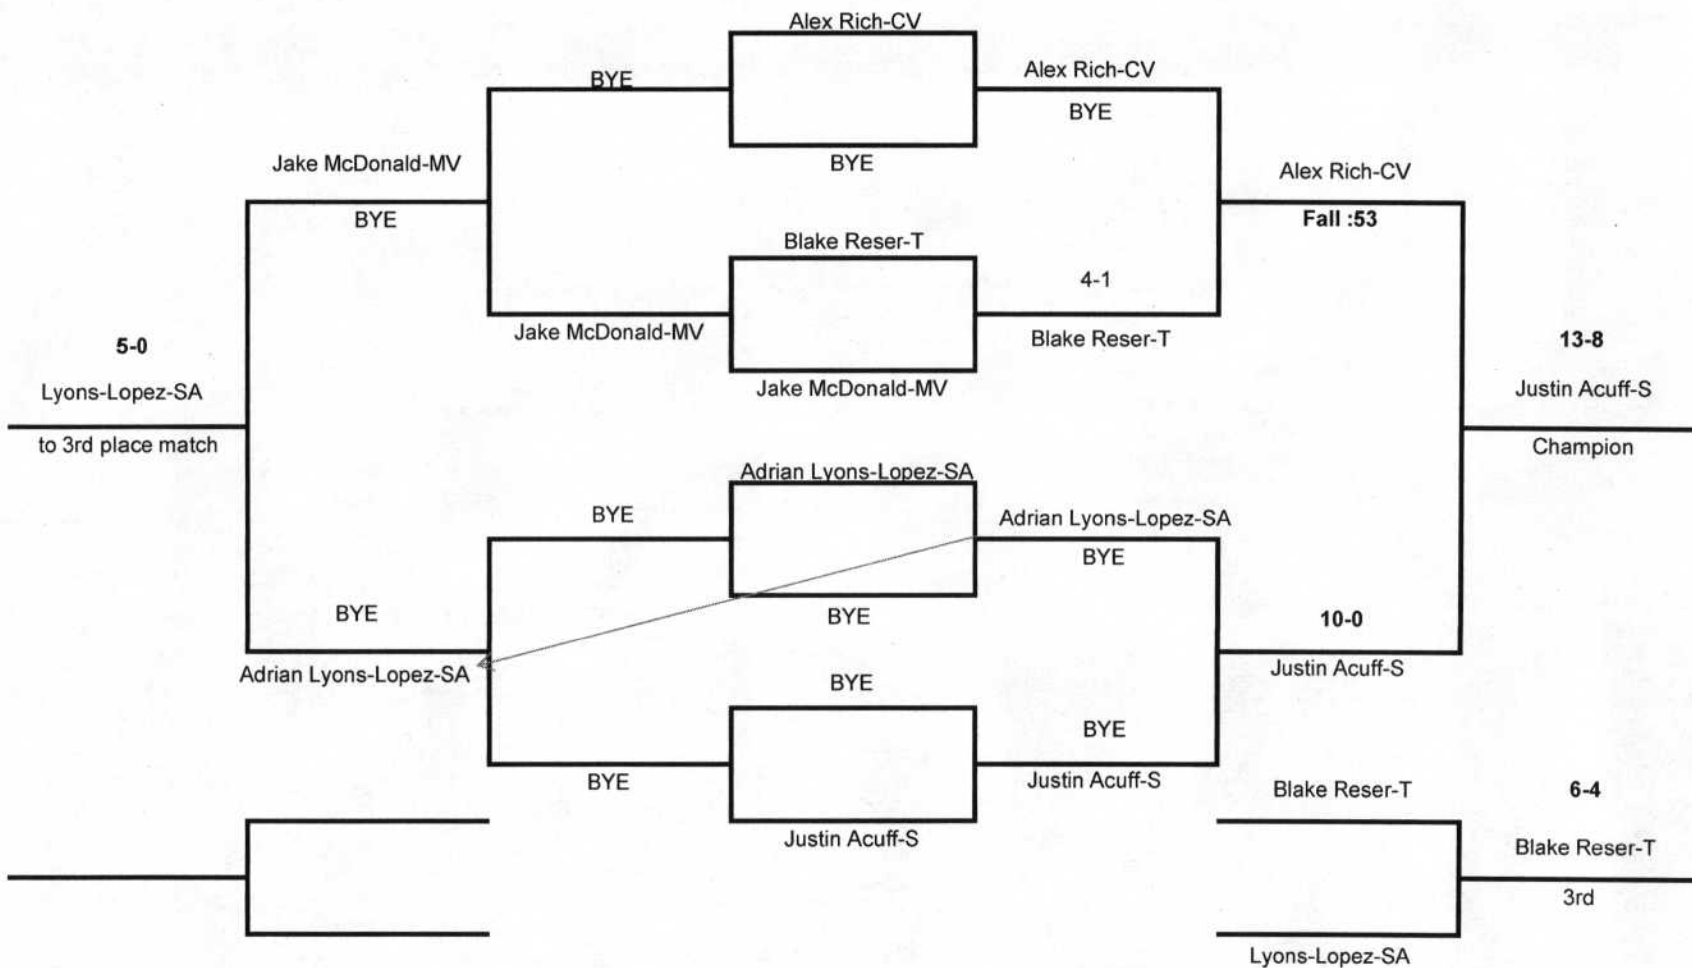 Alex Rich-CV
BYE
Alex Rich-CV
BYE
BYE
Jake McDonald-MV
BYE
Alex Rich-CV
Fall :53
Blake Reser-T
4-1
Jake McDonald-MV
Blake Reser-T
Jake McDonald-MV
5-0
Lyons-Lopez-SA
to 3rd place match
13-8
Justin Acuff-S
Champion
Adrian Lyons-Lopez-SA
BYE
Adrian Lyons-Lopez-SA
BYE
BYE
BYE
Adrian Lyons-Lopez-SA
10-0
Justin Acuff-S
BYE
BYE
BYE
Justin Acuff-S
Justin Acuff-S
Blake Reser-T
6-4
Blake Reser-T
3rd
Lyons-Lopez-SA